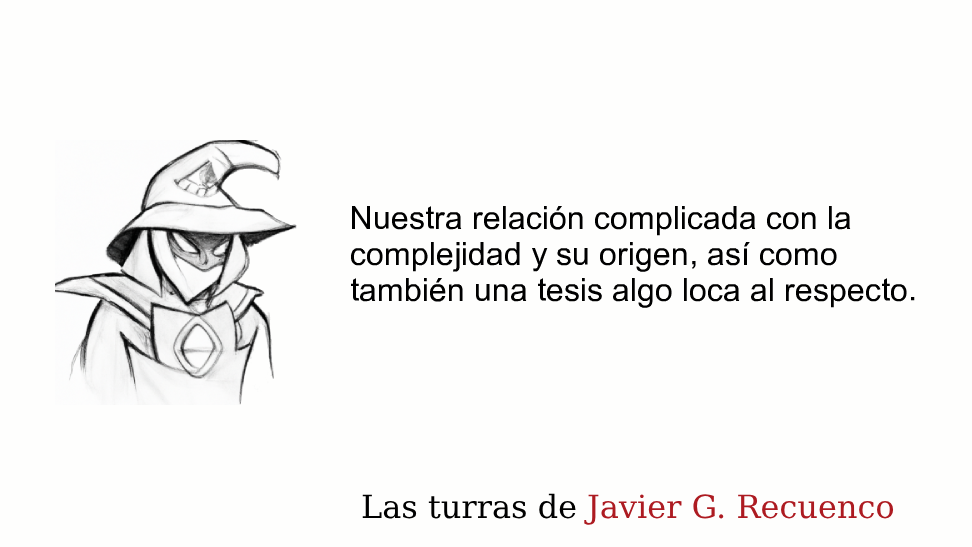 Nuestra relación complicada con la
complejidad y su origen, así como
también una tesis algo loca al respecto.
Las turras de Javier G. Recuenco